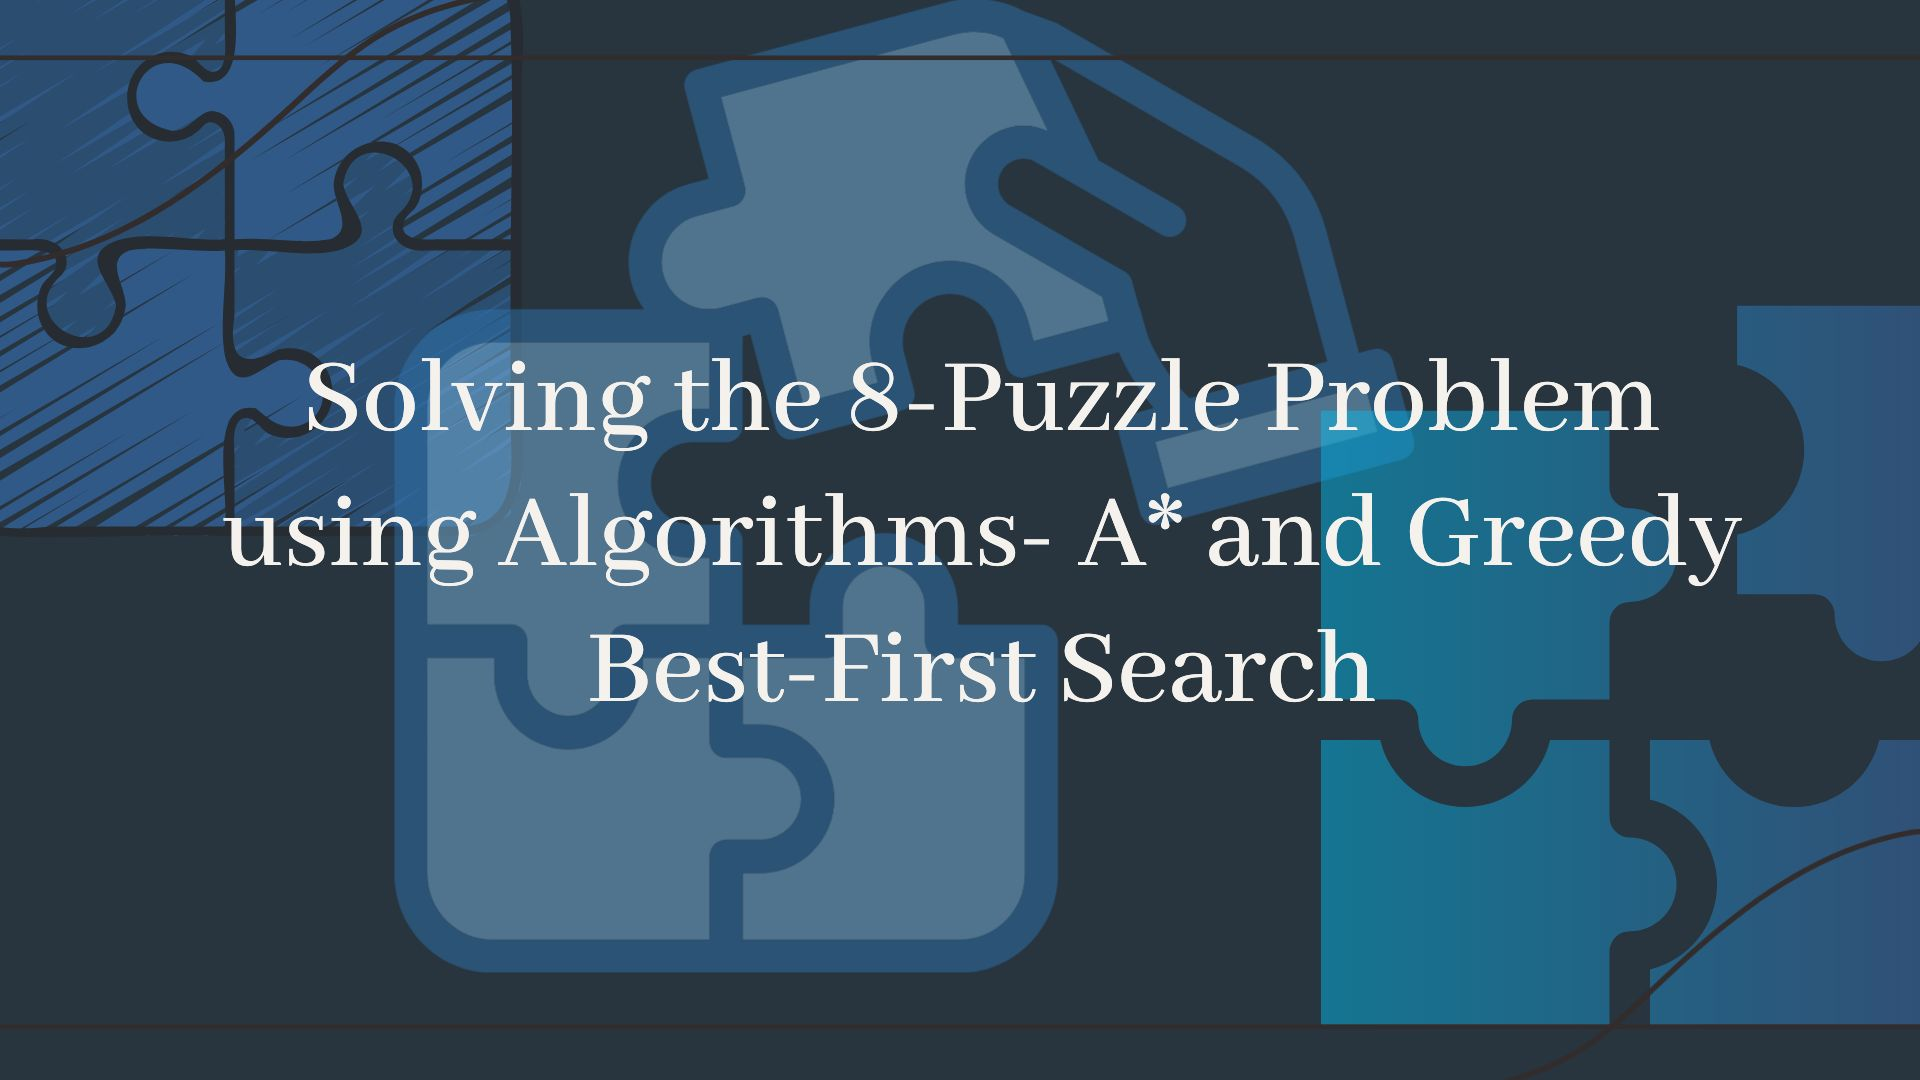 Solving the 8-Puzzle Problem
using Algorithms- A* and Greedy
Best-First Search